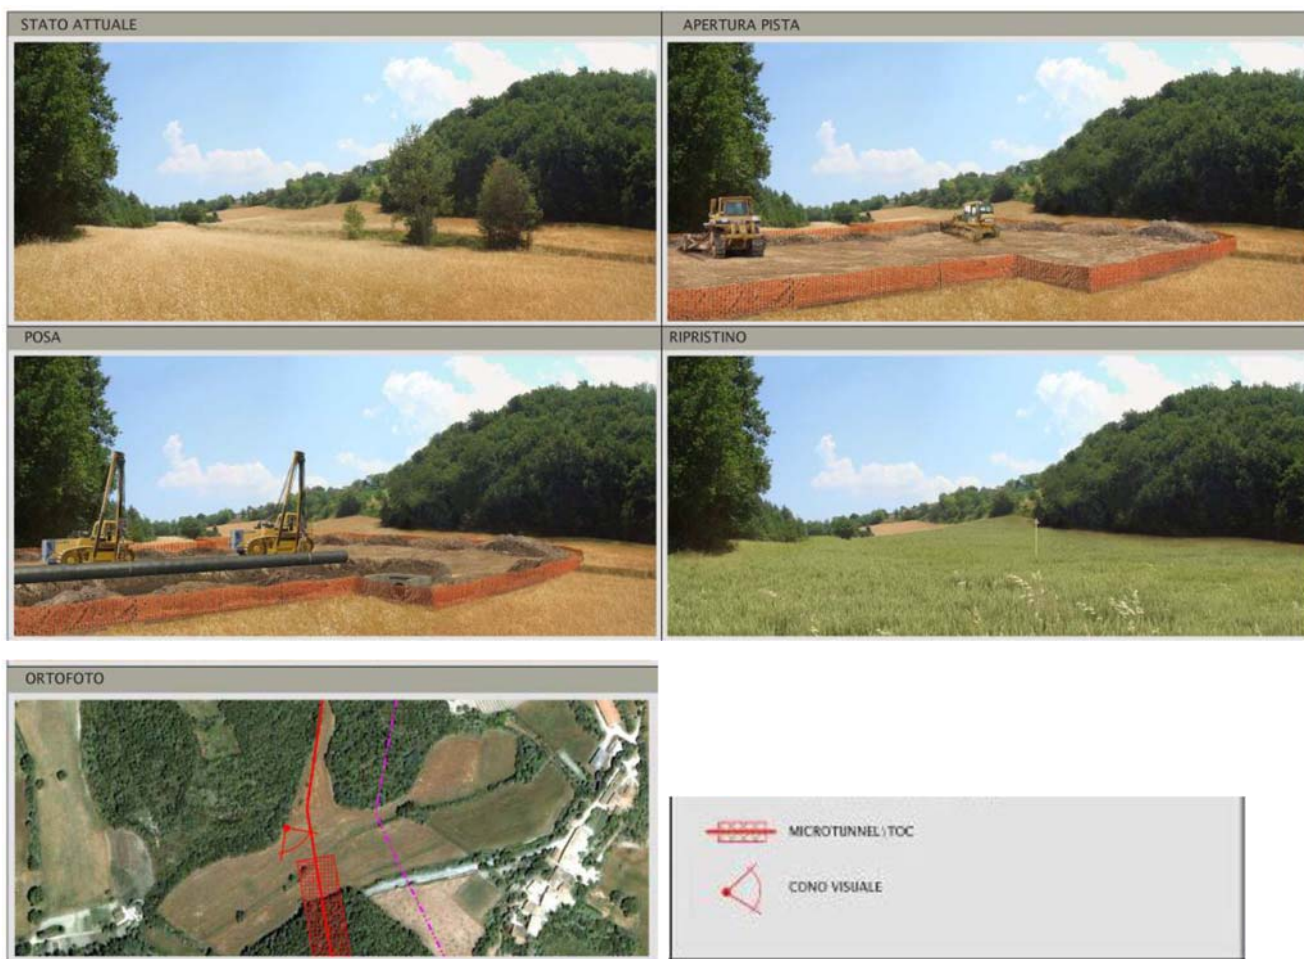 STATO ATTUALE
APERTURA PISTA
POSA
RIPRISTINO
ORTOFOTO
MICROTUNNEL\TOC
CONO VISUALE